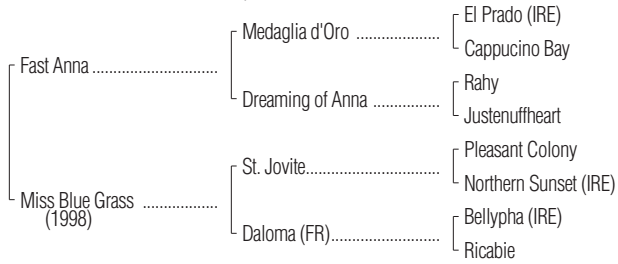 El Prado (IRE)
Medaglia d'Oro ..................
Cappucino Bay
Fast Anna ...........................
Rahy
Dreaming of Anna ................
Justenuffheart
Pleasant Colony
St. Jovite.............................
Northern Sunset (IRE)
Miss Blue Grass ................
(1998)
Bellypha (IRE)
Daloma (FR).......................
Ricabie